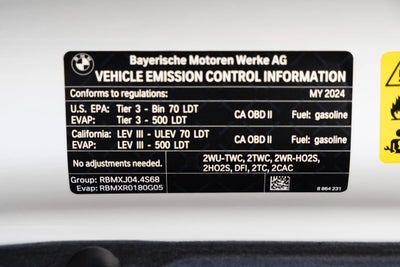 BMW
Bayerische Motoren Werke AG
VEHICLE EMISSION CONTROL INFORMATION
Conforms to regulations: MY 2024
U.S. EPA: Tier 3 - Bin 70 LDT CA OBD II Fuel: gasoline
EVAP: Tier 3 - 500 LDT
California: LEV III - ULEV 70 LDT CA OBD II Fuel: gasoline
EVAP: LEV III - 500 LDT
No adjustments needed. 2WU-TWC, 2TWC, 2WR-HO2S,
2HO2S, DFI, 2TC, 2CAC
Group: RBMXJ04.4S68
Evap: RBMXR0180G05 8 864 231